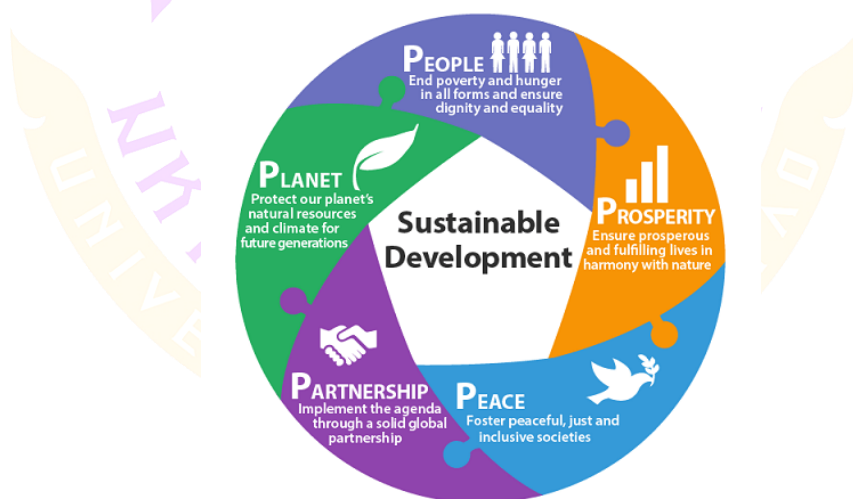 PEOPLE
End poverty and hunger
in all forms and ensure
dignity and equality
PROSPERITY
Ensure prosperous
and fulfilling lives in
harmony with nature
PEACE
Foster peaceful, just and
inclusive societies
PARTNERSHIP
Implement the agenda
through a solid global
partnership
PLANET
Protect our planet's
natural resources
and climate for
future generations
Sustainable
Development